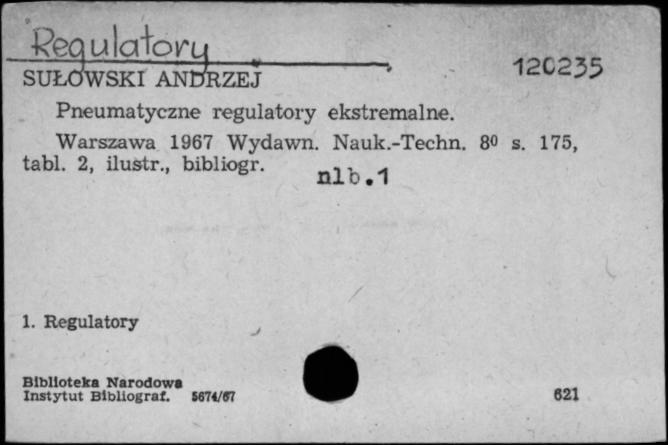 Regulatory
120235
SUŁOWSKI ANDRZEJ
Pneumatyczne regulatory ekstremalne.
Warszawa 1967 Wydawn. Nauk.-Techn. 8⁰ s. 175,
tabl. 2, ilustr., bibliogr.
nlb.1
1. Regulatory
Biblioteka Narodowa
Instytut Bibliograf. 5674/67
621